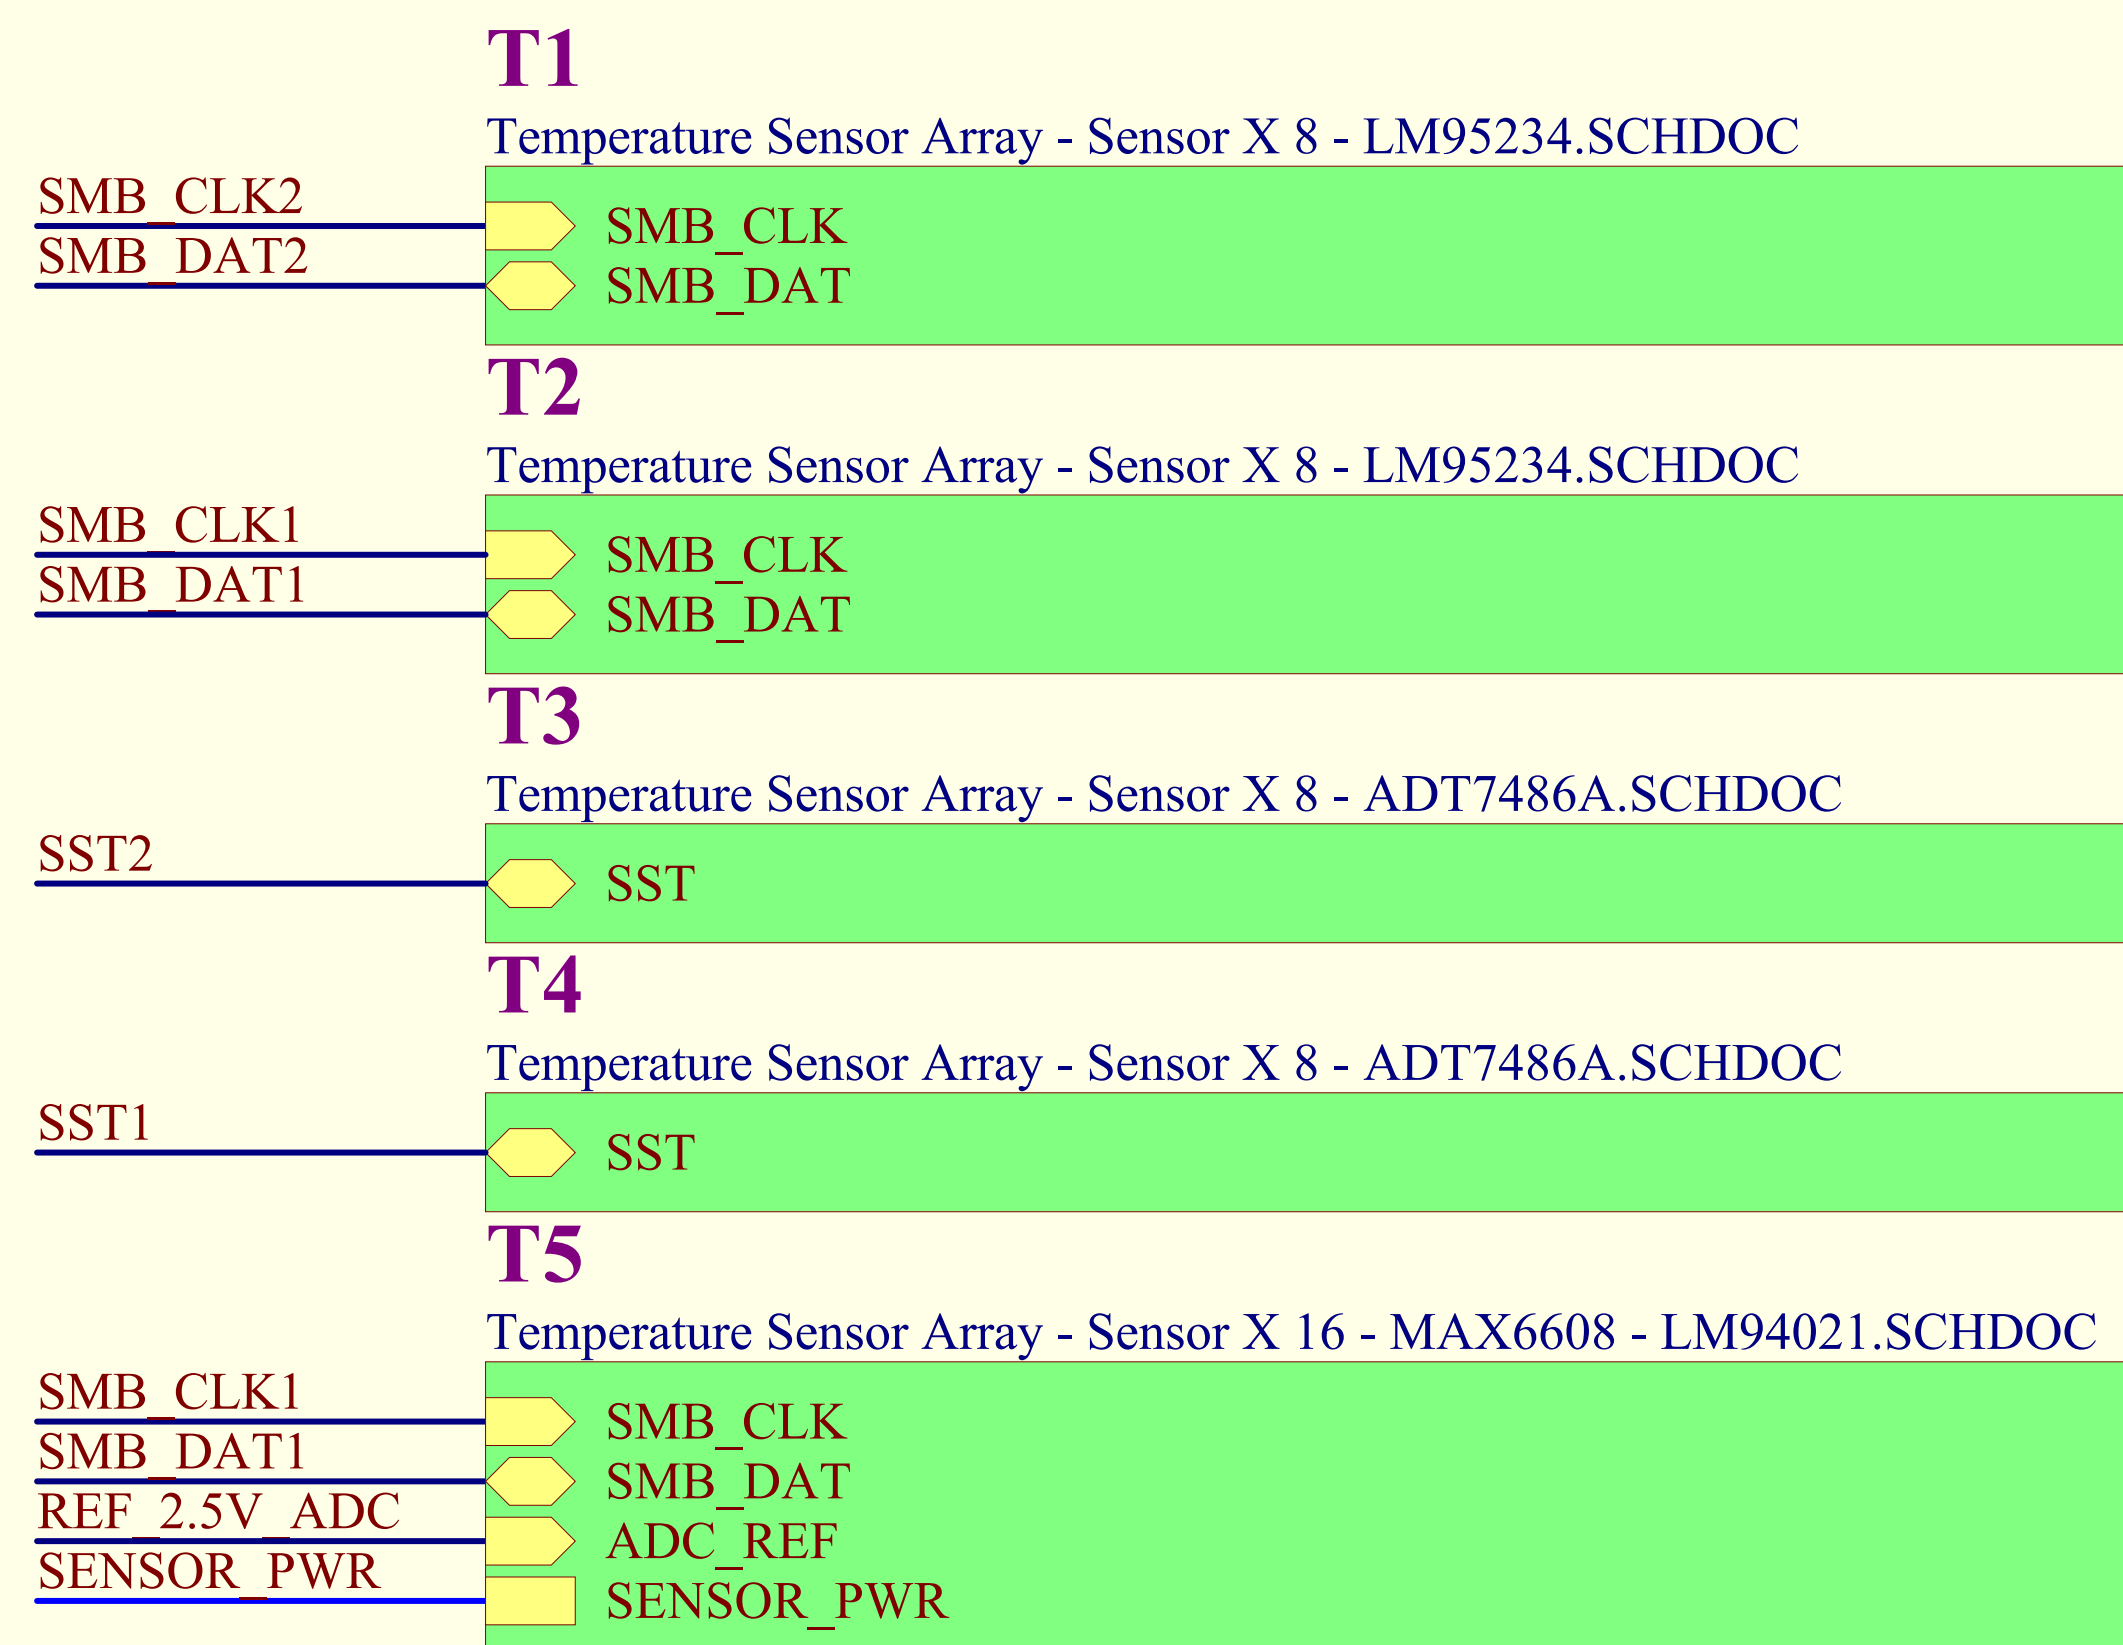 T1
Temperature Sensor Array - Sensor X 8 - LM95234.SCHDOC
SMB_CLK2
SMB_CLK
SMB_DAT2
SMB_DAT
T2
Temperature Sensor Array - Sensor X 8 - LM95234.SCHDOC
SMB_CLK1
SMB_CLK
SMB_DAT1
SMB_DAT
T3
Temperature Sensor Array - Sensor X 8 - ADT7486A.SCHDOC
SST2
SST
T4
Temperature Sensor Array - Sensor X 8 - ADT7486A.SCHDOC
SST1
SST
T5
Temperature Sensor Array - Sensor X 16 - MAX6608 - LM94021.SCHDOC
SMB_CLK1
SMB_CLK
SMB_DAT1
SMB_DAT
REF_2.5V_ADC
ADC_REF
SENSOR_PWR
SENSOR_PWR